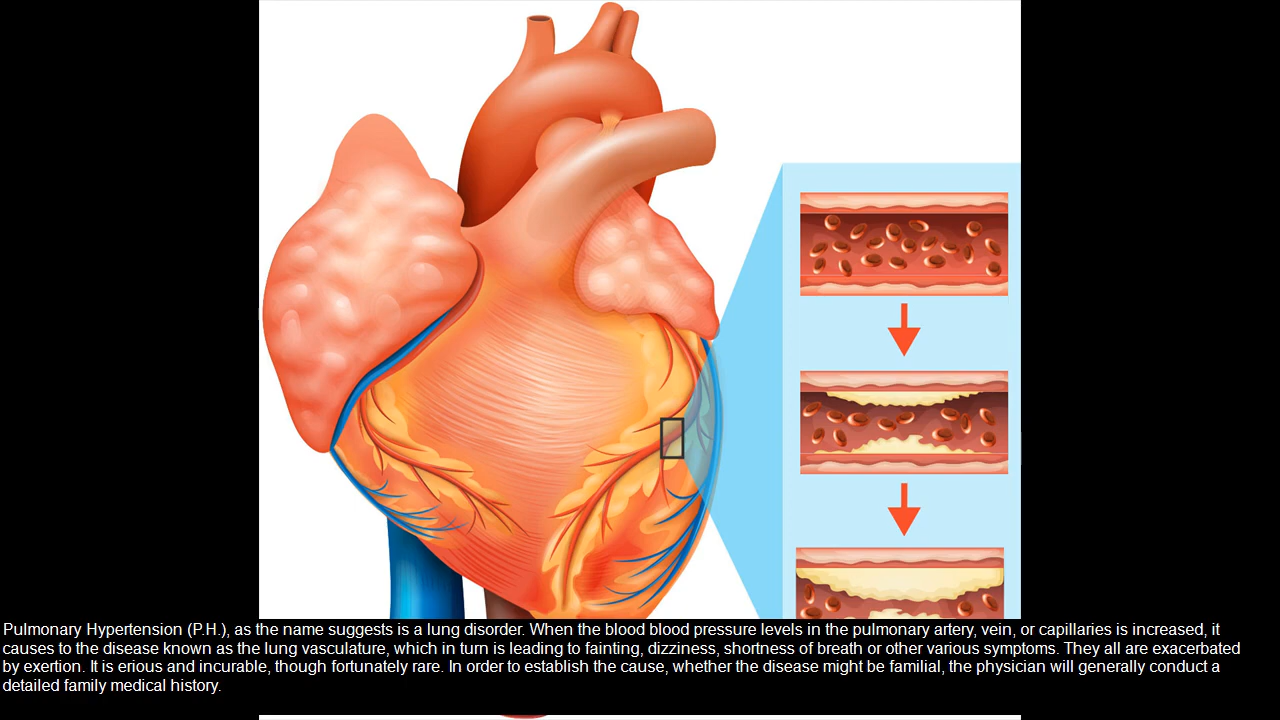 Pulmonary Hypertension (P.H.), as the name suggests is a lung disorder. When the blood blood pressure levels in the pulmonary artery, vein, or capillaries is increased, it
causes to the disease known as the lung vasculature, which in turn is leading to fainting, dizziness, shortness of breath or other various symptoms. They all are exacerbated
by exertion. It is erious and incurable, though fortunately rare. In order to establish the cause, whether the disease might be familial, the physician will generally conduct a
detailed family medical history.